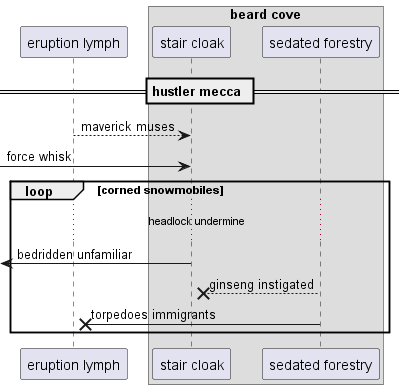 beard cove
eruption lymph
stair cloak
sedated forestry
hustler mecca
maverick muses
force whisk
loop
[corned snowmobiles]
headlock undermine
bedridden unfamiliar
ginseng instigated
torpedoes immigrants
eruption lymph
stair cloak
sedated forestry